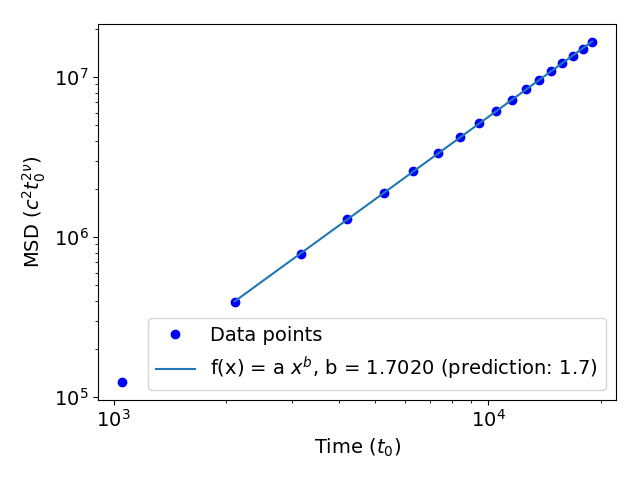 10^7
10^6
10^5
MSD (c^2 t_0^{2ν})
Data points
f(x) = a x^b, b = 1.7020 (prediction: 1.7)
10^3
10^4
Time (t_0)